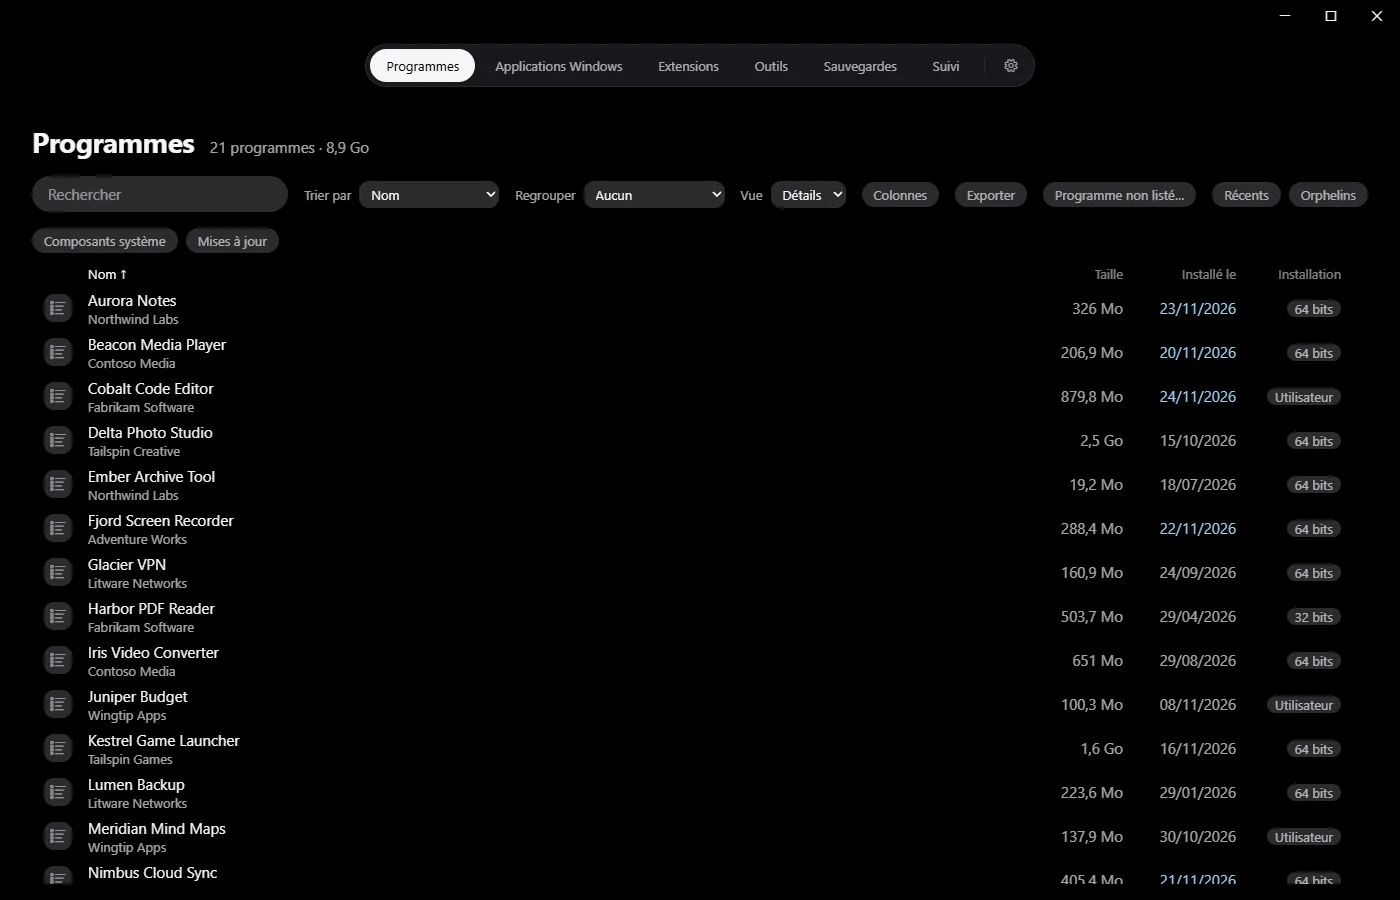 Programmes Applications Windows Extensions Outils Sauvegardes Suivi
Programmes 21 programmes · 8,9 Go
Rechercher Trier par Nom Regrouper Aucun Vue Détails Colonnes Exporter Programme non listé... Récents Orphelins
Composants système Mises à jour
Nom ↑ Taille Installé le Installation
Aurora Notes
Northwind Labs
326 Mo 23/11/2026 64 bits
Beacon Media Player
Contoso Media
206,9 Mo 20/11/2026 64 bits
Cobalt Code Editor
Fabrikam Software
879,8 Mo 24/11/2026 Utilisateur
Delta Photo Studio
Tailspin Creative
2,5 Go 15/10/2026 64 bits
Ember Archive Tool
Northwind Labs
19,2 Mo 18/07/2026 64 bits
Fjord Screen Recorder
Adventure Works
288,4 Mo 22/11/2026 64 bits
Glacier VPN
Litware Networks
160,9 Mo 24/09/2026 64 bits
Harbor PDF Reader
Fabrikam Software
503,7 Mo 29/04/2026 32 bits
Iris Video Converter
Contoso Media
651 Mo 29/08/2026 64 bits
Juniper Budget
Wingtip Apps
100,3 Mo 08/11/2026 Utilisateur
Kestrel Game Launcher
Tailspin Games
1,6 Go 16/11/2026 64 bits
Lumen Backup
Litware Networks
223,6 Mo 29/01/2026 64 bits
Meridian Mind Maps
Wingtip Apps
137,9 Mo 30/10/2026 Utilisateur
Nimbus Cloud Sync
405,4 Mo 21/11/2026 64 bits